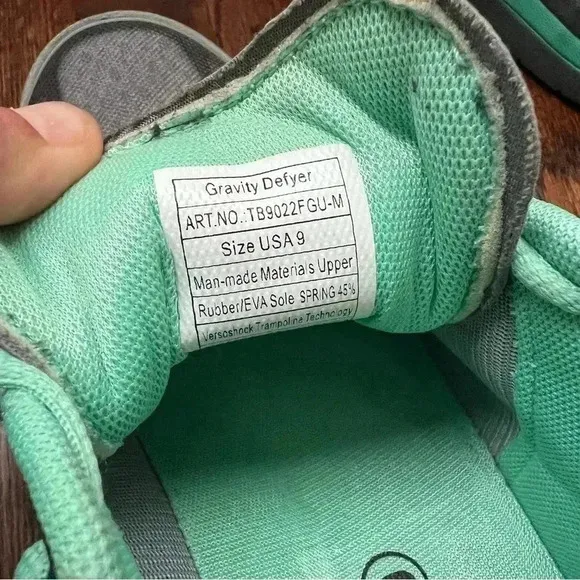 Gravity Defyer
ART.NO.:TB9022FGU-M
Size USA 9
Man-made Materials Upper
Rubber/EVA Sole SPRING 45%
Versoshock Trampoline Technology